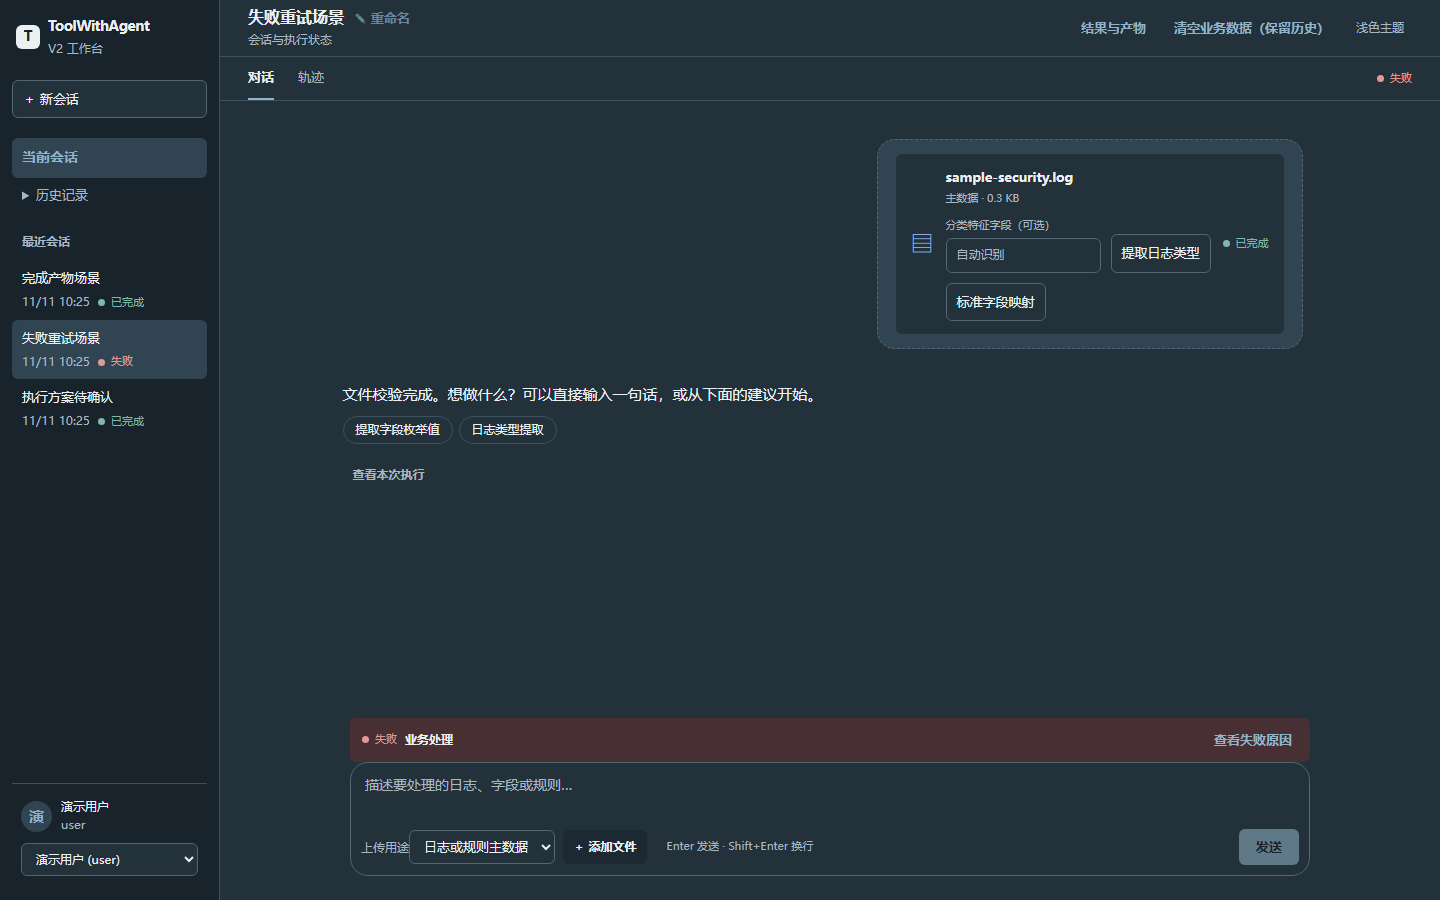 T
ToolWithAgent
V2 工作台
+ 新会话
当前会话
▶ 历史记录
最近会话
完成产物场景
11/11 10:25 已完成
失败重试场景
11/11 10:25 失败
执行方案待确认
11/11 10:25 已完成
演
演示用户
user
演示用户 (user)
失败重试场景 重命名
会话与执行状态
结果与产物
清空业务数据（保留历史）
浅色主题
对话
轨迹
失败
sample-security.log
主数据 · 0.3 KB
分类特征字段（可选）
自动识别
提取日志类型
已完成
标准字段映射
文件校验完成。想做什么？可以直接输入一句话，或从下面的建议开始。
提取字段枚举值
日志类型提取
查看本次执行
失败 业务处理
查看失败原因
描述要处理的日志、字段或规则...
上传用途
日志或规则主数据
+ 添加文件
Enter 发送 · Shift+Enter 换行
发送